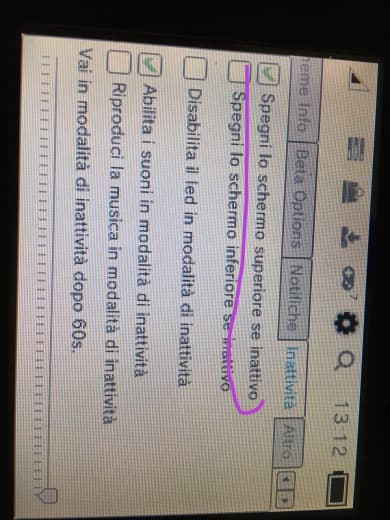 7
13:12
heme Info Beta Options Notifiche Inattività Altro
Spegni lo schermo superiore se inattivo
Spegni lo schermo inferiore se inattivo
Disabilita il led in modalità di inattività
Abilita i suoni in modalità di inattività
Riproduci la musica in modalità di inattività
Vai in modalità di inattività dopo 60s.